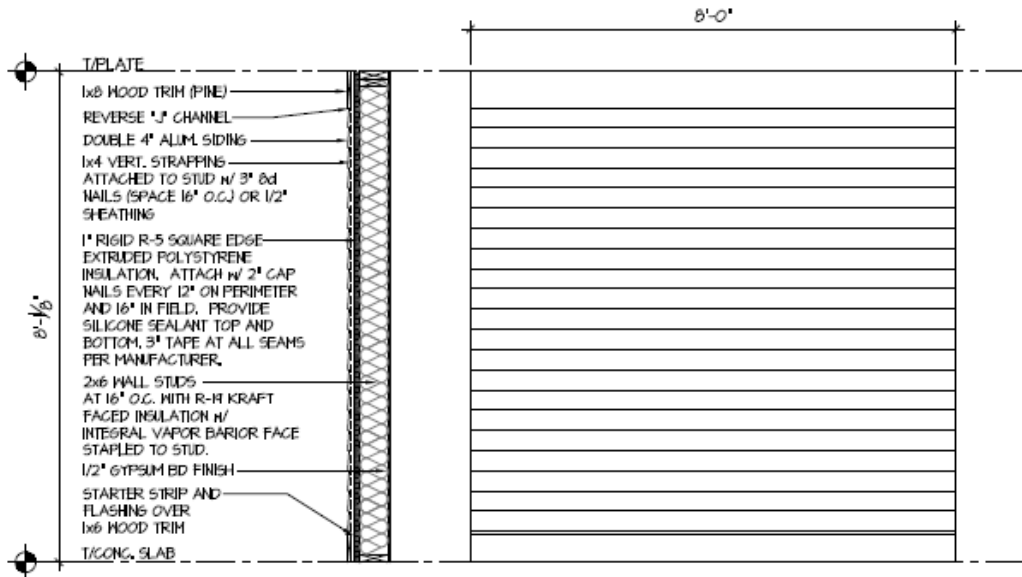 8'-0"
T/PLATE
1x8 WOOD TRIM (PINE)
REVERSE "J" CHANNEL
DOUBLE 4" ALUM. SIDING
1x4 VERT. STRAPPING
ATTACHED TO STUD w/ 3" 8d
NAILS (SPACE 16" O.C.) OR 1/2"
SHEATHING
1" RIGID R-5 SQUARE EDGE
EXTRUDED POLYSTYRENE
INSULATION, ATTACH w/ 2" CAP
NAILS EVERY 12" ON PERIMETER
AND 16" IN FIELD. PROVIDE
SILICONE SEALANT TOP AND
BOTTOM, 3" TAPE AT ALL SEAMS
PER MANUFACTURER.
8'-1/8"
2x6 WALL STUDS
AT 16" O.C. WITH R-19 KRAFT
FACED INSULATION w/
INTEGRAL VAPOR BARIOR FACE
STAPLED TO STUD.
1/2" GYPSUM BD FINISH
STARTER STRIP AND
FLASHING OVER
1x6 WOOD TRIM
T/CONC. SLAB